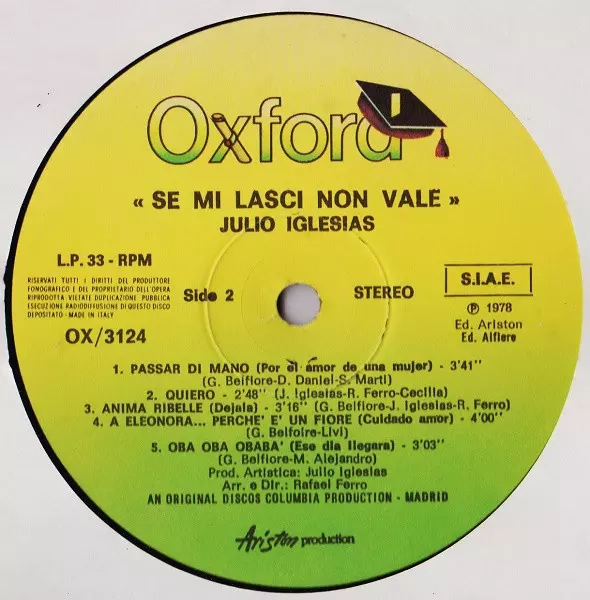 Oxford
« SE MI LASCI NON VALE »
JULIO IGLESIAS
L.P. 33 - RPM
RISERVATI TUTTI I DIRITTI DEL PRODUTTORE
FONOGRAFICO E DEL PROPRIETARIO DELL'OPERA
RIPRODOTTA-VIETATE DUPLICAZIONE PUBBLICA
ESECUZIONE RADIODIFFUSIONE DI QUESTO DISCO
DEPOSITATO - MADE IN ITALY
OX/3124
Side 2
STEREO
S.I.A.E.
℗ 1978
Ed. Ariston
Ed. Alfiere
1. PASSAR DI MANO (Por el amor de una mujer) - 3'41''
(G. Belfiore-D. Daniel-S. Marti)
2. QUIERO - 2'48'' (J. Iglesias-R. Ferro-Cecilia)
3. ANIMA RIBELLE (Dejala) - 3'16'' (G. Belfiore-J. Iglesias-R. Ferro)
4. A ELEONORA... PERCHE' E' UN FIORE (Cuidado amor) - 4'00''
(G. Belfoire-Livi)
5. OBA OBA OBABA' (Ese dia llegara) - 3'03''
(G. Belfiore-M. Alejandro)
Prod. Artistica: Julio Iglesias
Arr. e Dir.: Rafael Ferro
AN ORIGINAL DISCOS COLUMBIA PRODUCTION - MADRID
Ariston production